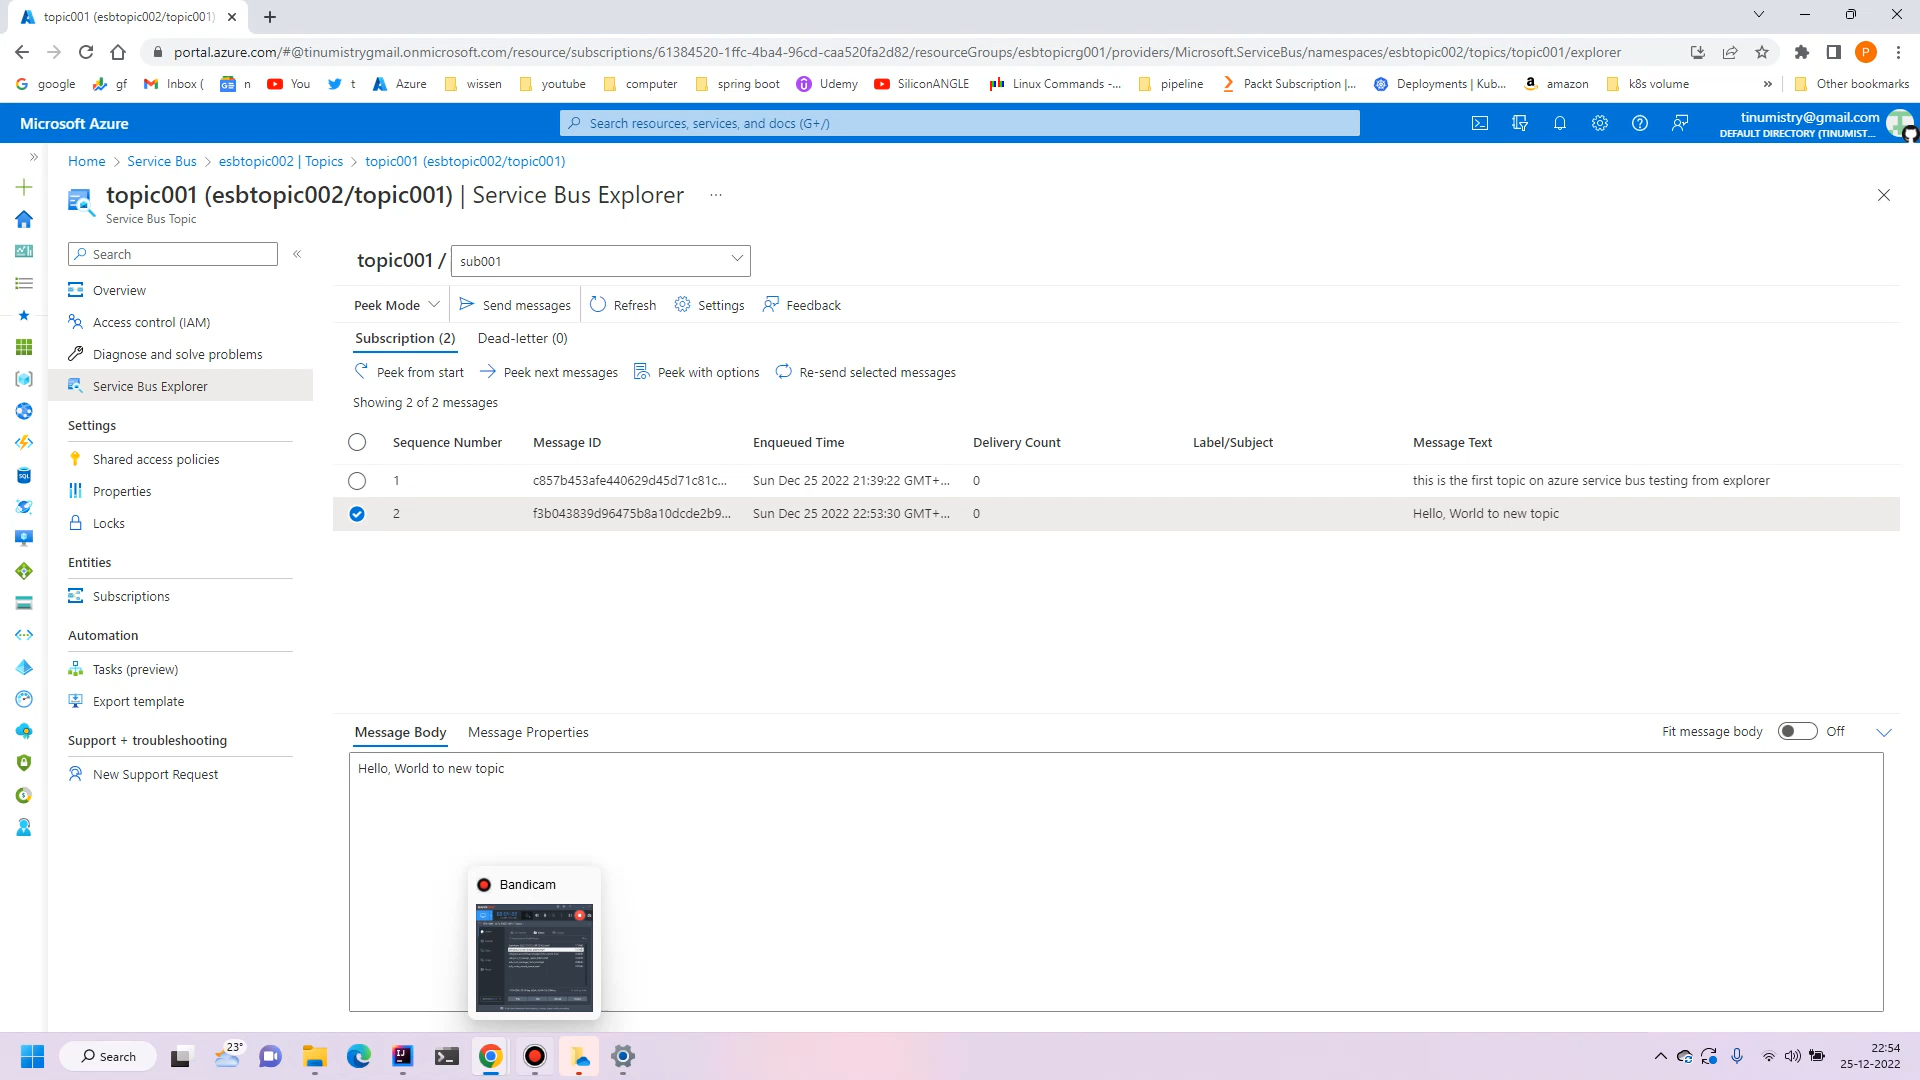 topic001 (esbtopic002/topic001)
portal.azure.com/#@tinumistrygmail.onmicrosoft.com/resource/subscriptions/61384520-1ffc-4ba4-96cd-caa520fa2d82/resourceGroups/esbtopicrg001/providers/Microsoft.ServiceBus/namespaces/esbtopic002/topics/topic001/explorer
P
google gf Inbox ( n You t Azure wissen youtube computer spring boot Udemy SiliconANGLE Linux Commands -... pipeline Packt Subscription |... Deployments | Kub... amazon k8s volume » Other bookmarks
Microsoft Azure
Search resources, services, and docs (G+/)
tinumistry@gmail.com
DEFAULT DIRECTORY (TINUMIST...
Home > Service Bus > esbtopic002 | Topics > topic001 (esbtopic002/topic001)
topic001 (esbtopic002/topic001) | Service Bus Explorer ...
Service Bus Topic
Search
Overview
Access control (IAM)
Diagnose and solve problems
Service Bus Explorer
Settings
Shared access policies
Properties
Locks
Entities
Subscriptions
Automation
Tasks (preview)
Export template
Support + troubleshooting
New Support Request
topic001 / sub001
Peek Mode Send messages Refresh Settings Feedback
Subscription (2) Dead-letter (0)
Peek from start Peek next messages Peek with options Re-send selected messages
Showing 2 of 2 messages
Sequence Number Message ID Enqueued Time Delivery Count Label/Subject Message Text
1 c857b453afe440629d45d71c81c... Sun Dec 25 2022 21:39:22 GMT+... 0 this is the first topic on azure service bus testing from explorer
2 f3b043839d96475b8a10dcde2b9... Sun Dec 25 2022 22:53:30 GMT+... 0 Hello, World to new topic
Message Body Message Properties Fit message body Off
Hello, World to new topic
Bandicam
Search
23°
22:54
25-12-2022